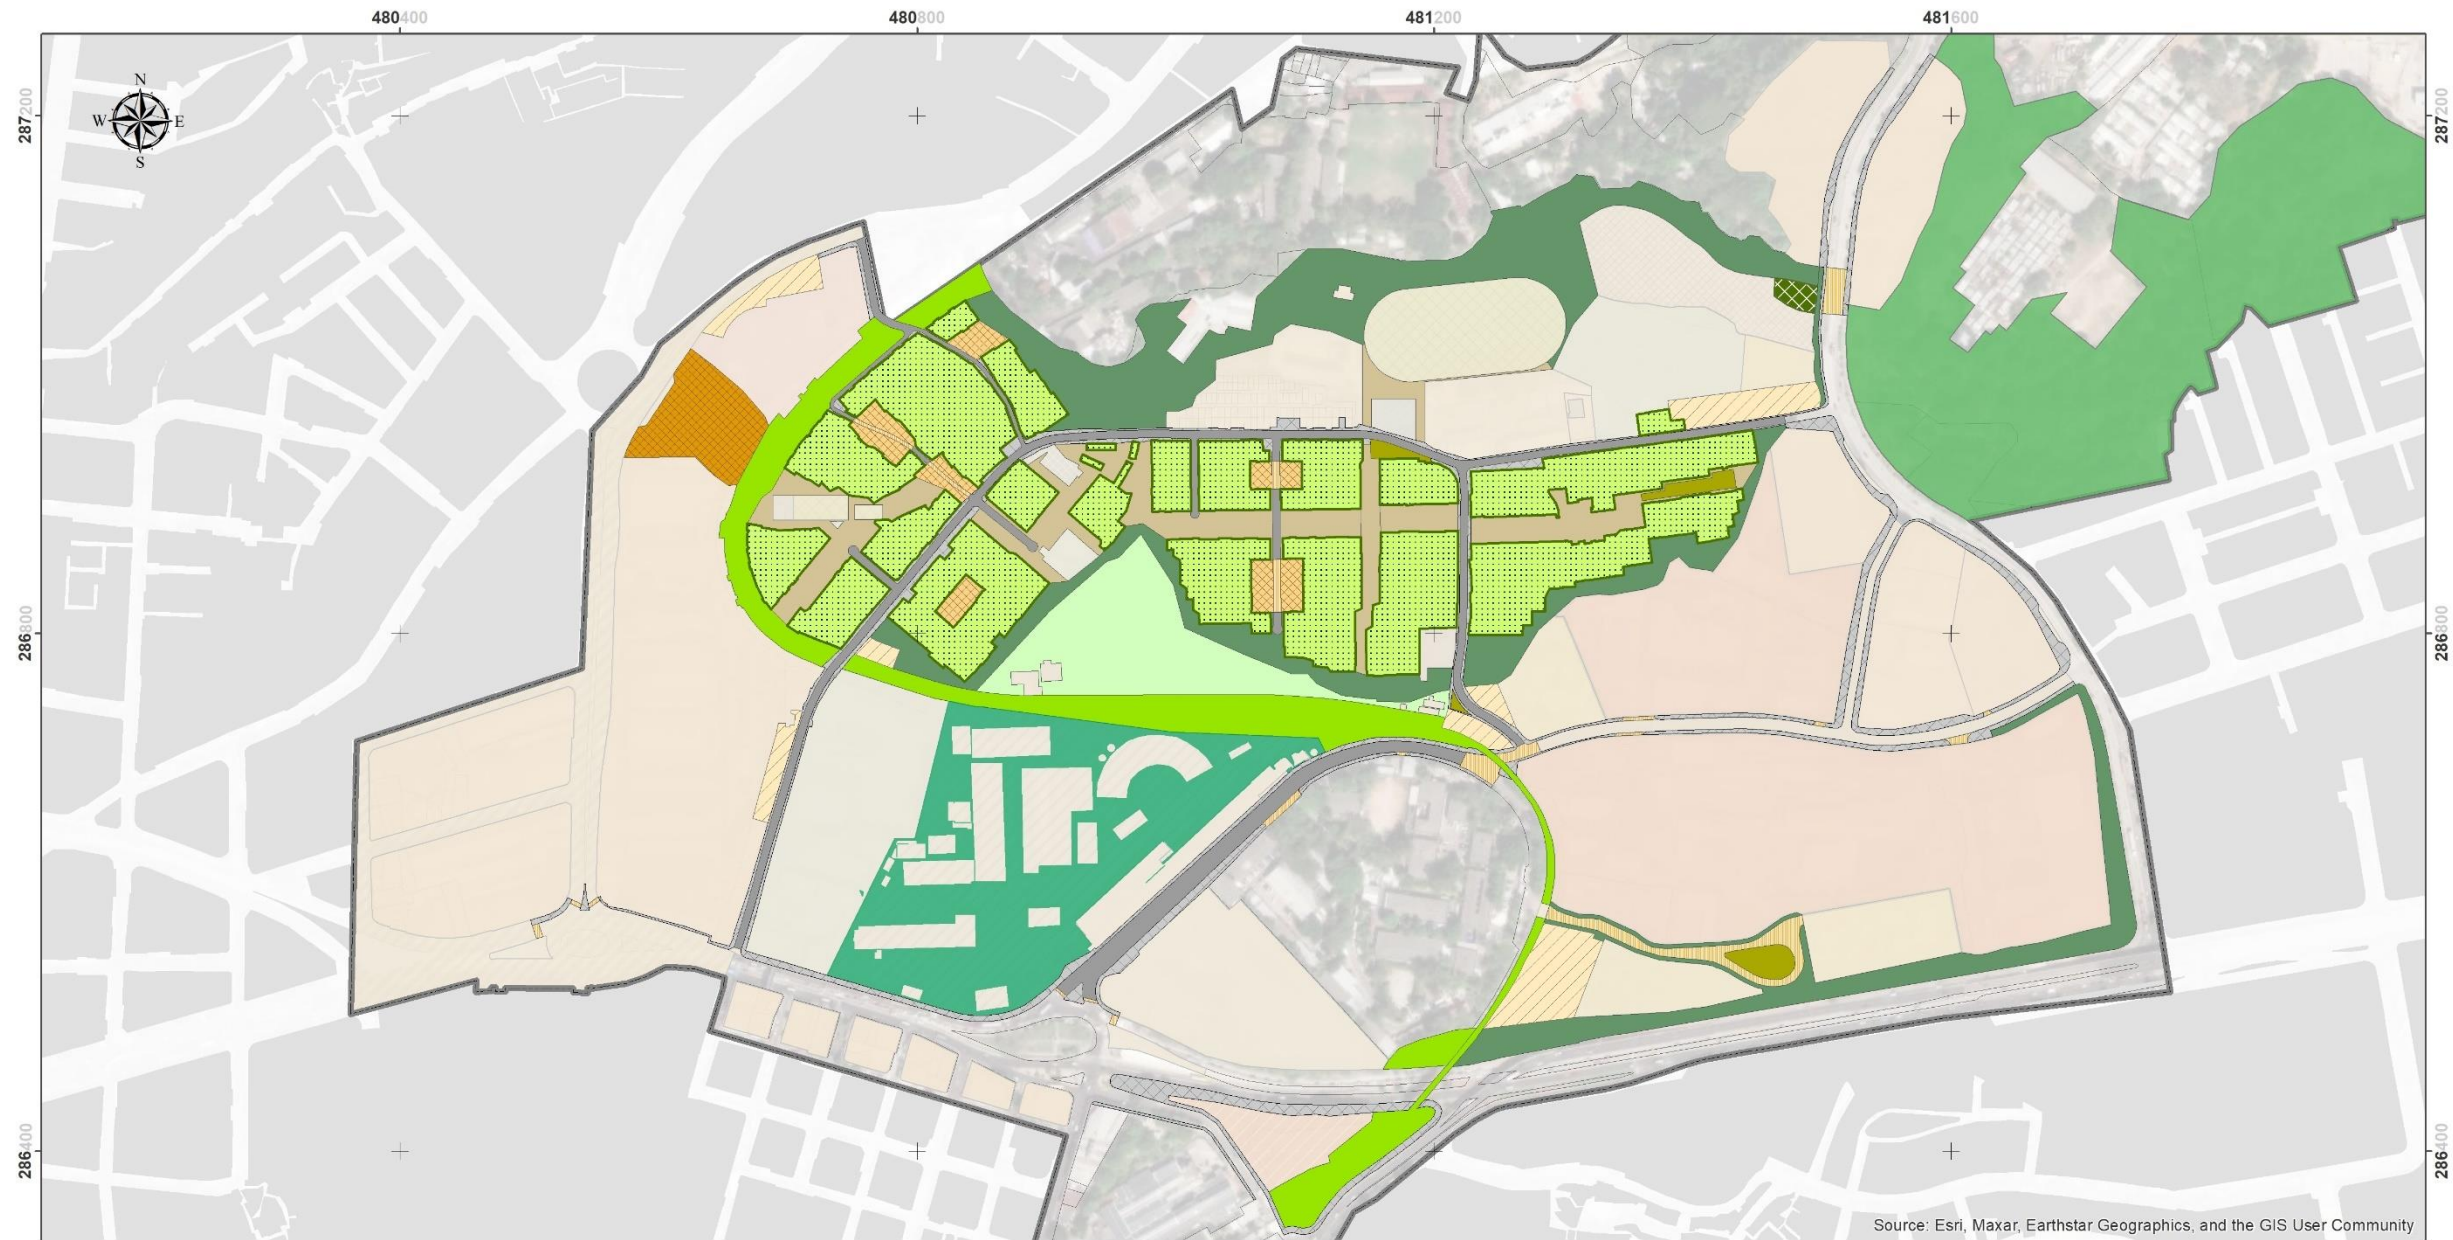 480400 480800 481200 481600
N
W E
S
287200 287200
286800 286800
286400 286400
Source: Esri, Maxar, Earthstar Geographics, and the GIS User Community